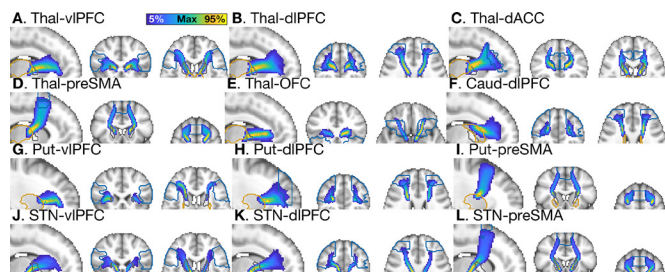 A. Thal-vlPFC
5% Max 95%
B. Thal-dlPFC
C. Thal-dACC
D. Thal-preSMA
E. Thal-OFC
F. Caud-dlPFC
G. Put-vlPFC
H. Put-dlPFC
I. Put-preSMA
J. STN-vlPFC
K. STN-dlPFC
L. STN-preSMA